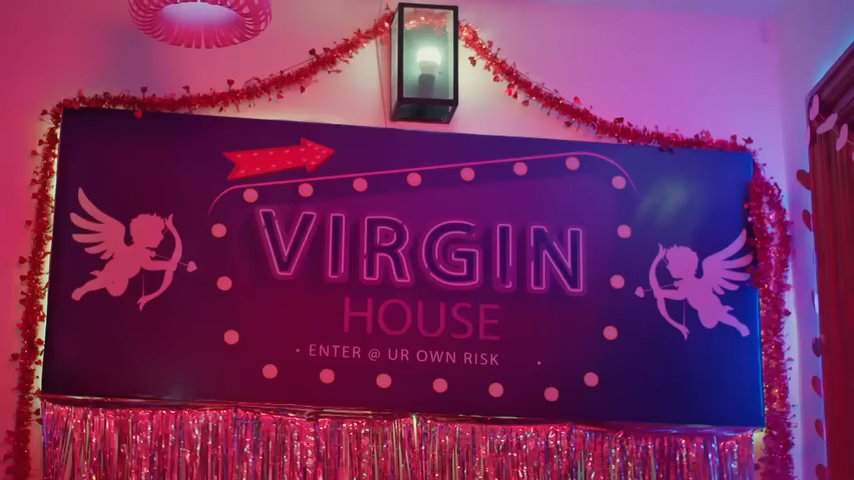 VIRGIN
HOUSE
· ENTER @ UR OWN RISK ·